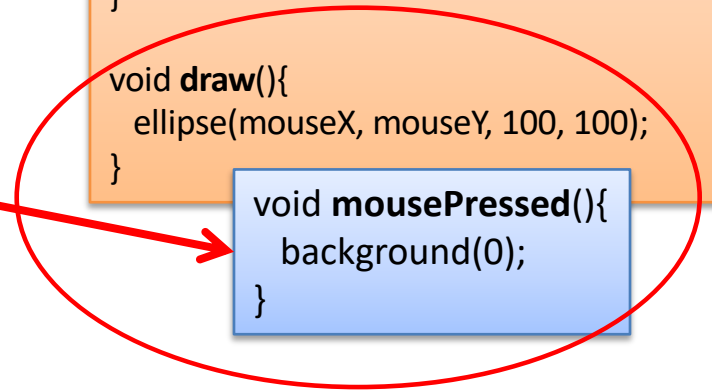 }
void draw(){
ellipse(mouseX, mouseY, 100, 100);
}
void mousePressed(){
background(0);
}